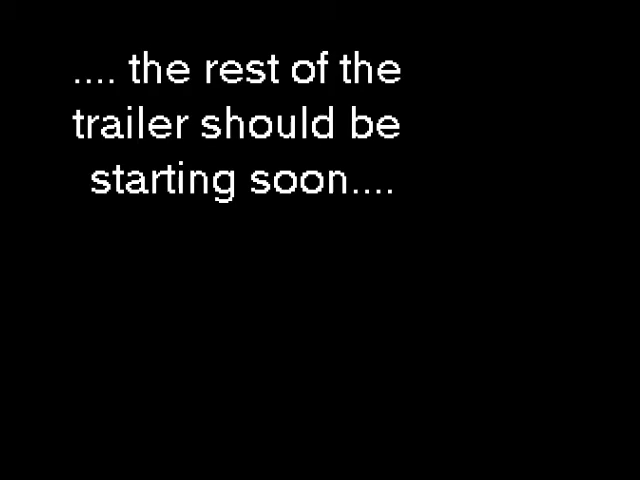 .... the rest of the
trailer should be
starting soon....